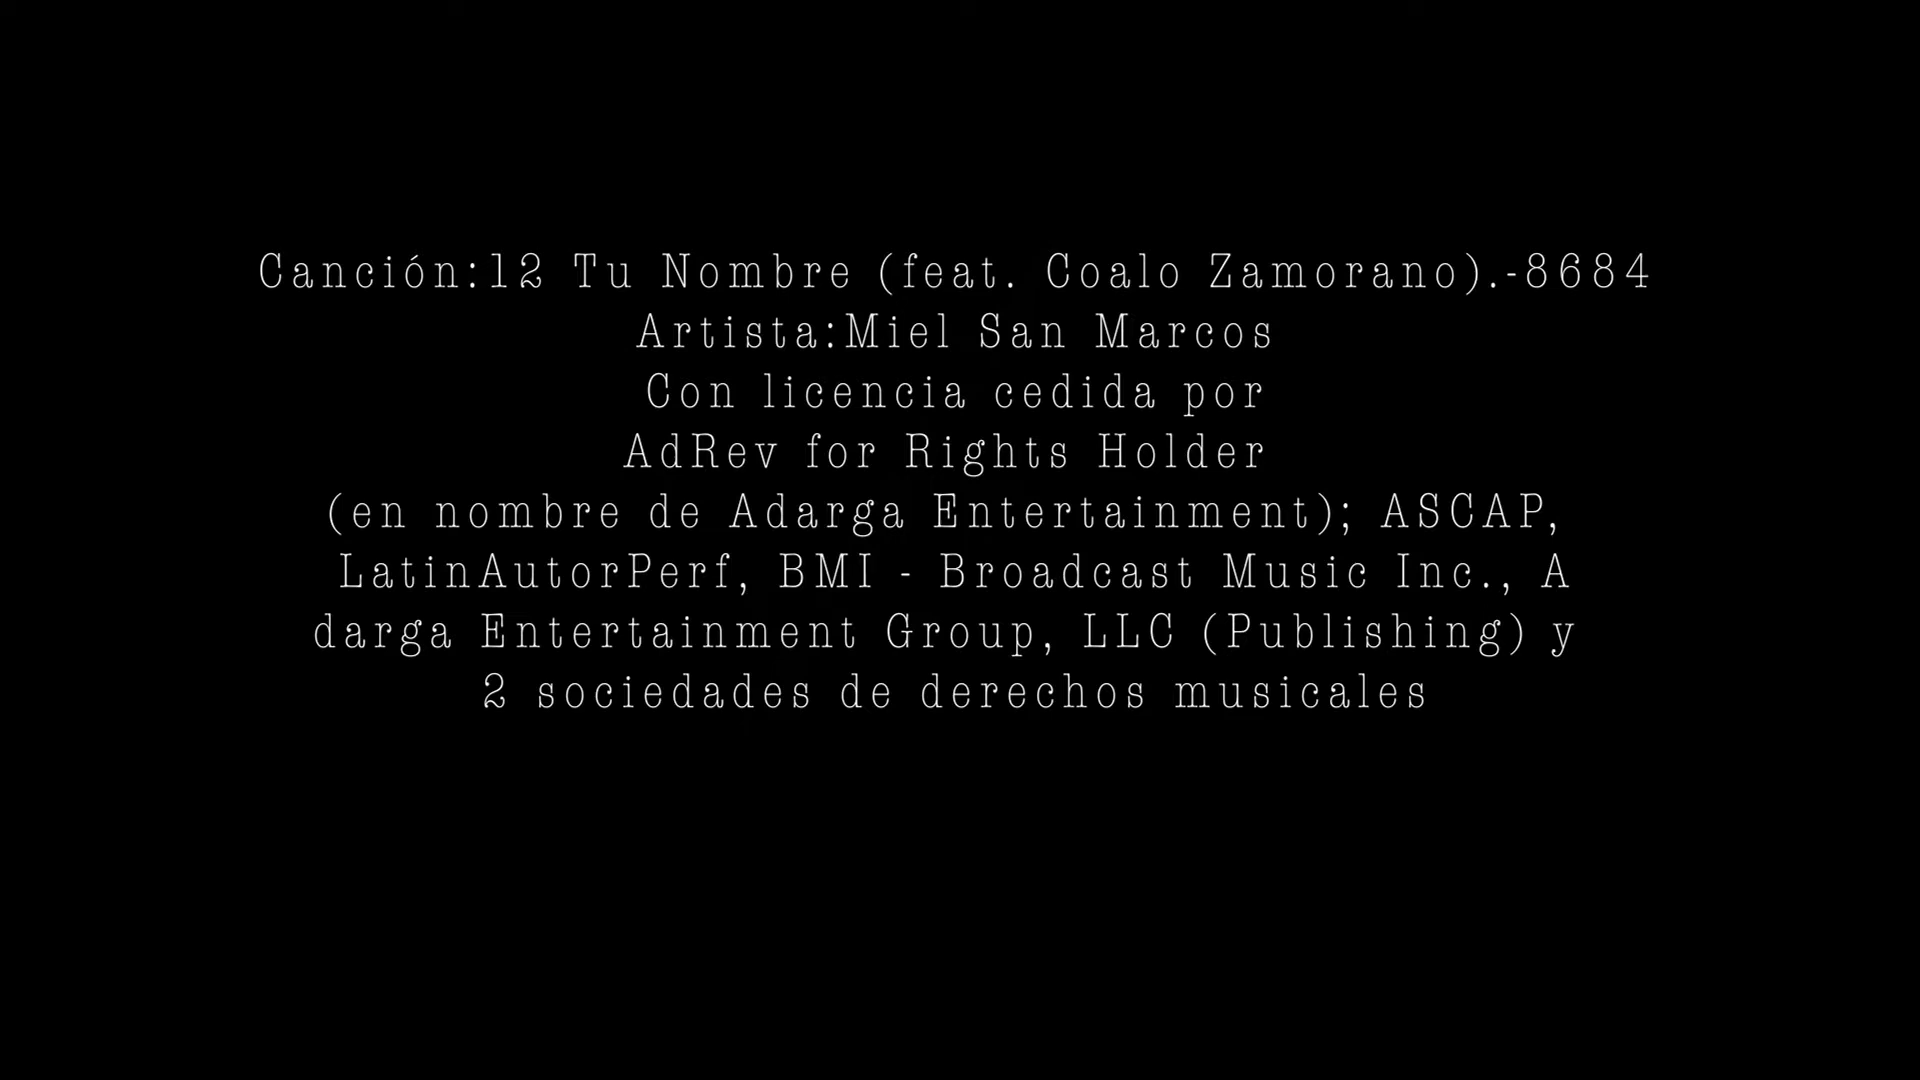 Canción:12 Tu Nombre (feat. Coalo Zamorano).-8684
Artista:Miel San Marcos
Con licencia cedida por
AdRev for Rights Holder
(en nombre de Adarga Entertainment); ASCAP,
LatinAutorPerf, BMI - Broadcast Music Inc., A
darga Entertainment Group, LLC (Publishing) y
2 sociedades de derechos musicales